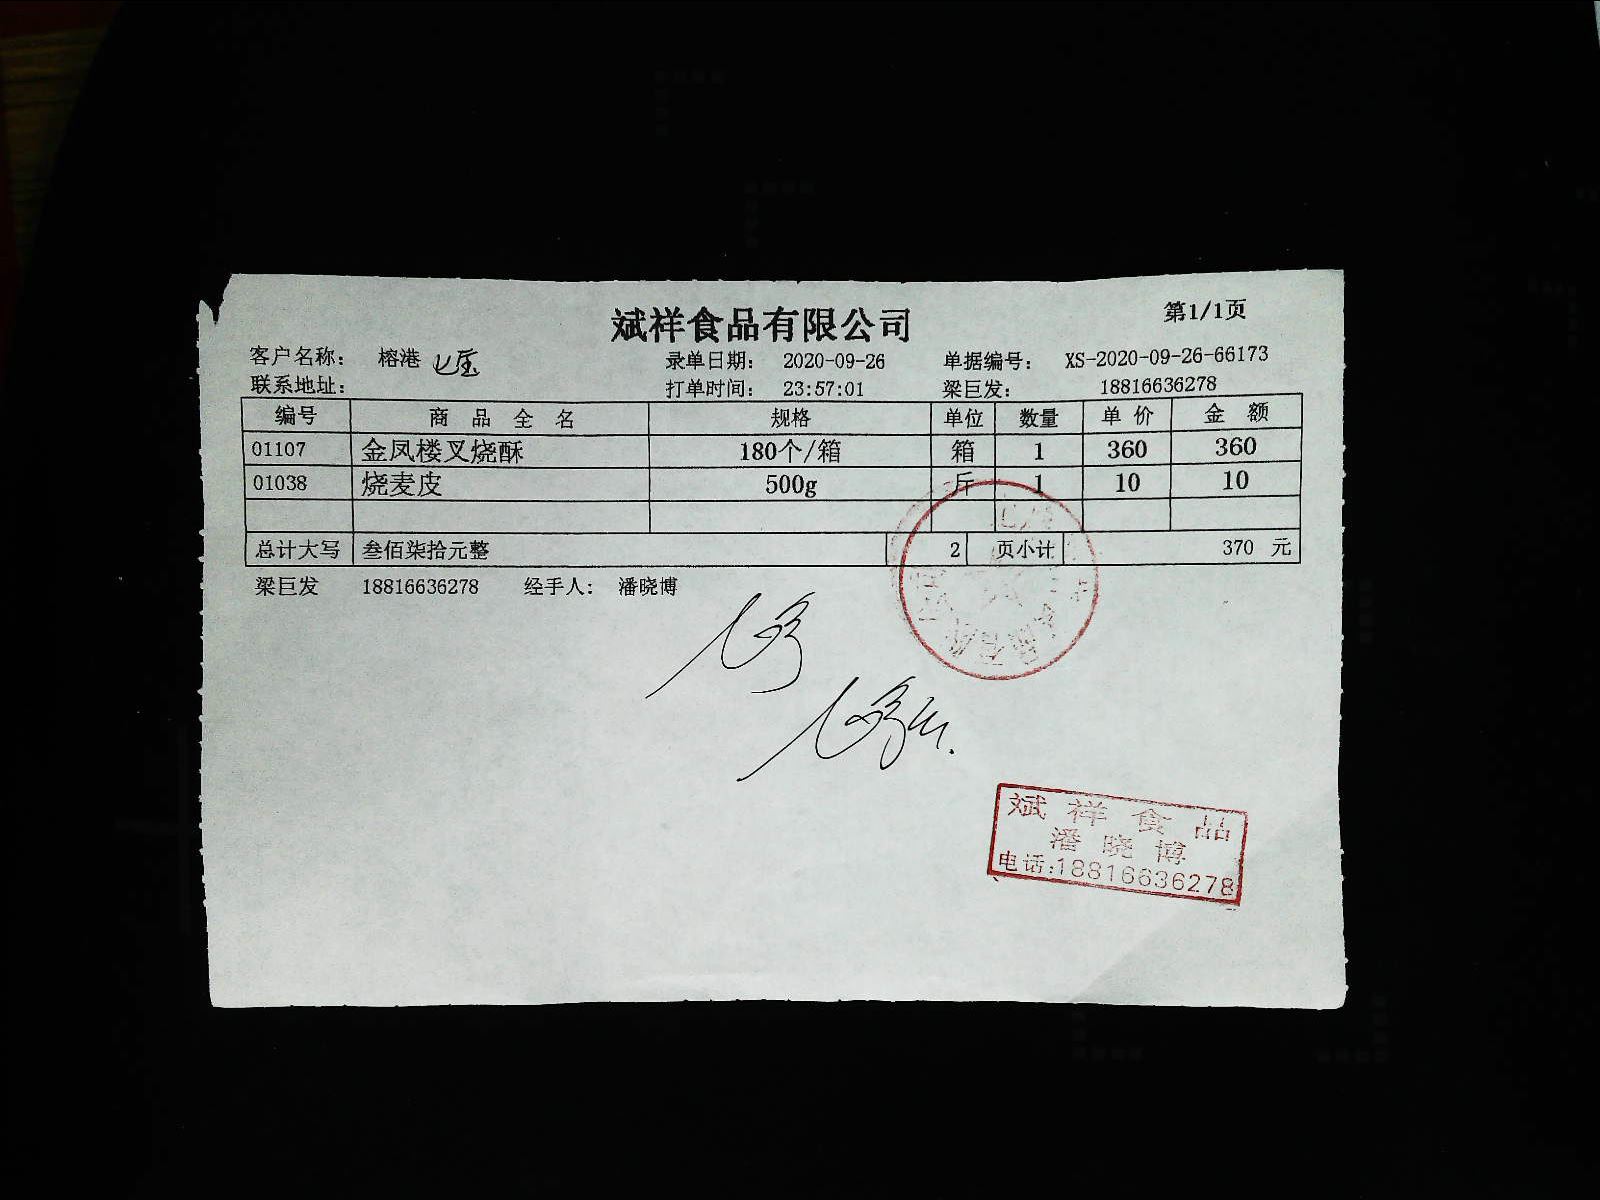 斌祥食品有限公司 第1/1页
客户名称: 榕港 录单日期: 2020-09-26 单据编号: XS-2020-09-26-66173
联系地址: 打单时间: 23:57:01 梁巨发: 18816636278
编号 商品全名 规格 单位 数量 单价 金额
01107 金凤楼叉烧酥 180个/箱 箱 1 360 360
01038 烧麦皮 500g 斤 1 10 10
总计大写 叁佰柒拾元整 2 页小计 370 元
梁巨发 18816636278 经手人: 潘晓博
斌祥食品
潘晓博
电话:18816636278